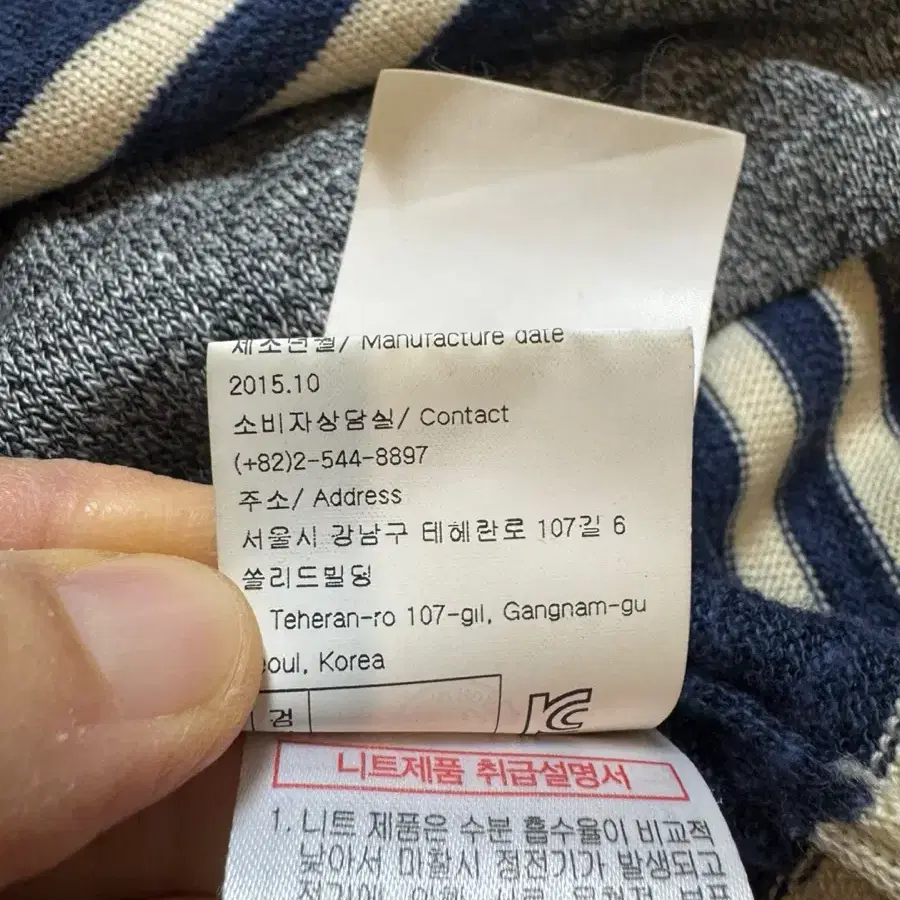 제조년월/ Manufacture date
2015.10
소비자상담실/ Contact
(+82)2-544-8897
주소/ Address
서울시 강남구 테헤란로 107길 6
쏠리드빌딩
Teheran-ro 107-gil, Gangnam-gu
eoul, Korea
검
KC
니트제품 취급설명서
1. 니트 제품은 수분 흡수율이 비교적
낮아서 마찰시 정전기가 발생되고